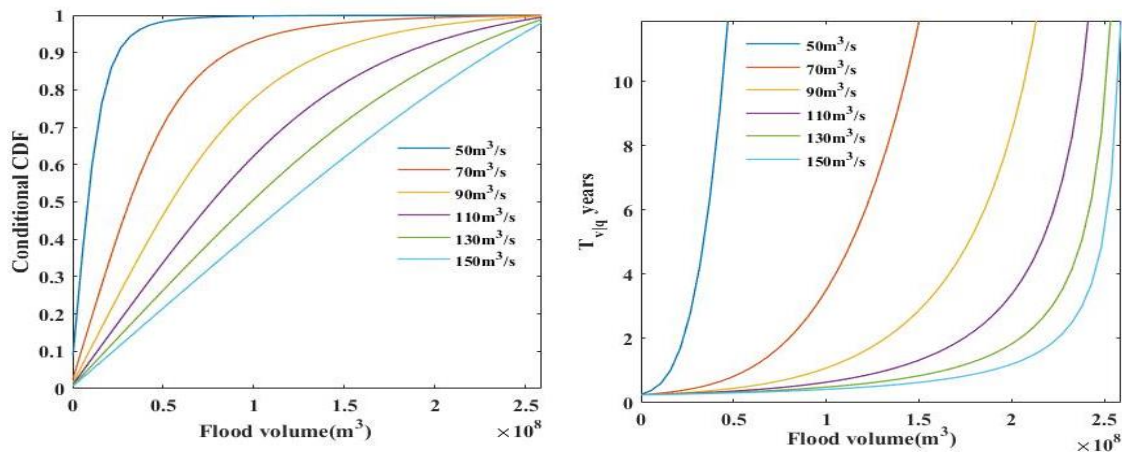 1
0.9
0.8
0.7
0.6
0.5
0.4
0.3
0.2
0.1
0
Conditional CDF
50m³/s
70m³/s
90m³/s
110m³/s
130m³/s
150m³/s
0 0.5 1 1.5 2 2.5
Flood volume(m³)
×10⁸
10
8
6
4
2
0
T_v|q, years
50m³/s
70m³/s
90m³/s
110m³/s
130m³/s
150m³/s
0 0.5 1 1.5 2 2.5
Flood volume(m³)
×10⁸